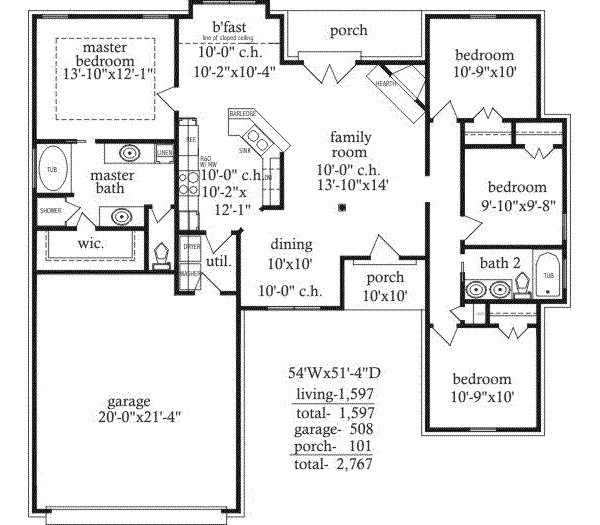 b'fast
line of sloped ceiling
10'-0" c.h.
10'-2"x10'-4"
porch
master
bedroom
13'-10"x12'-1"
bedroom
10'-9"x10'
HEARTH
BARLEDGE
SINK
REF.
family
room
10'-0" c.h.
13'-10"x14'
LINEN
TUB
master
bath
R&O
W/ MW
10'-0" c.h.
10'-2"x
12'-1"
DW
bedroom
9'-10"x9'-8"
SHOWER
wic.
DRYER
WASHER
util.
dining
10'x10'
10'-0" c.h.
porch
10'x10'
bath 2
TUB
garage
20'-0"x21'-4"
54'Wx51'-4"D
living-1,597
total- 1,597
garage- 508
porch- 101
total- 2,767
bedroom
10'-9"x10'